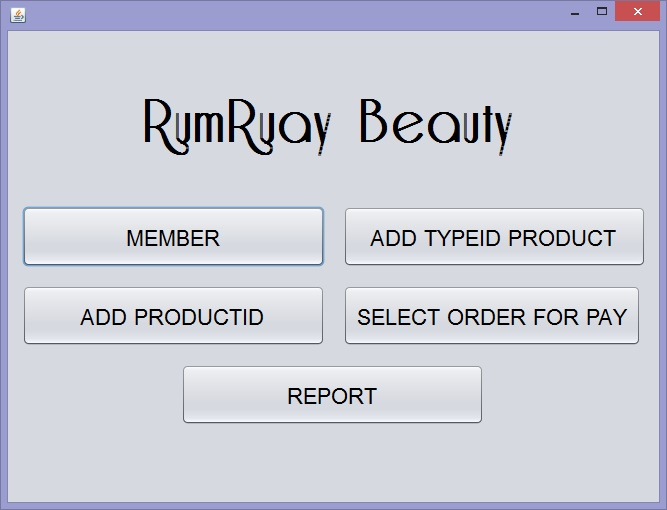 RumRuay Beauty
MEMBER
ADD TYPEID PRODUCT
ADD PRODUCTID
SELECT ORDER FOR PAY
REPORT